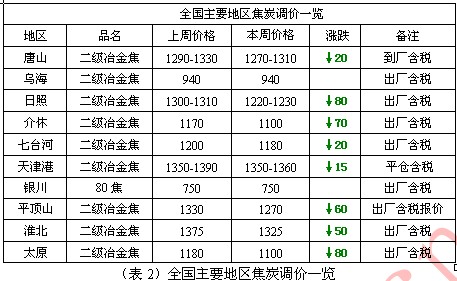 全国主要地区焦炭调价一览
地区 品名 上周价格 本周价格 涨跌 备注
唐山 二级冶金焦 1290-1330 1270-1310 ↓20 到厂含税
乌海 二级冶金焦 940 940 出厂含税
日照 二级冶金焦 1300-1310 1220-1230 ↓80 出厂含税
介休 二级冶金焦 1170 1100 ↓70 出厂含税
七台河 二级冶金焦 1200 1180 ↓20 出厂含税
天津港 二级冶金焦 1350-1390 1350-1360 ↓15 平仓含税
银川 80焦 750 750 出厂含税
平顶山 二级冶金焦 1330 1270 ↓60 出厂含税报价
淮北 二级冶金焦 1375 1325 ↓50 出厂含税
太原 二级冶金焦 1180 1100 ↓80 出厂含税
（表 2）全国主要地区焦炭调价一览